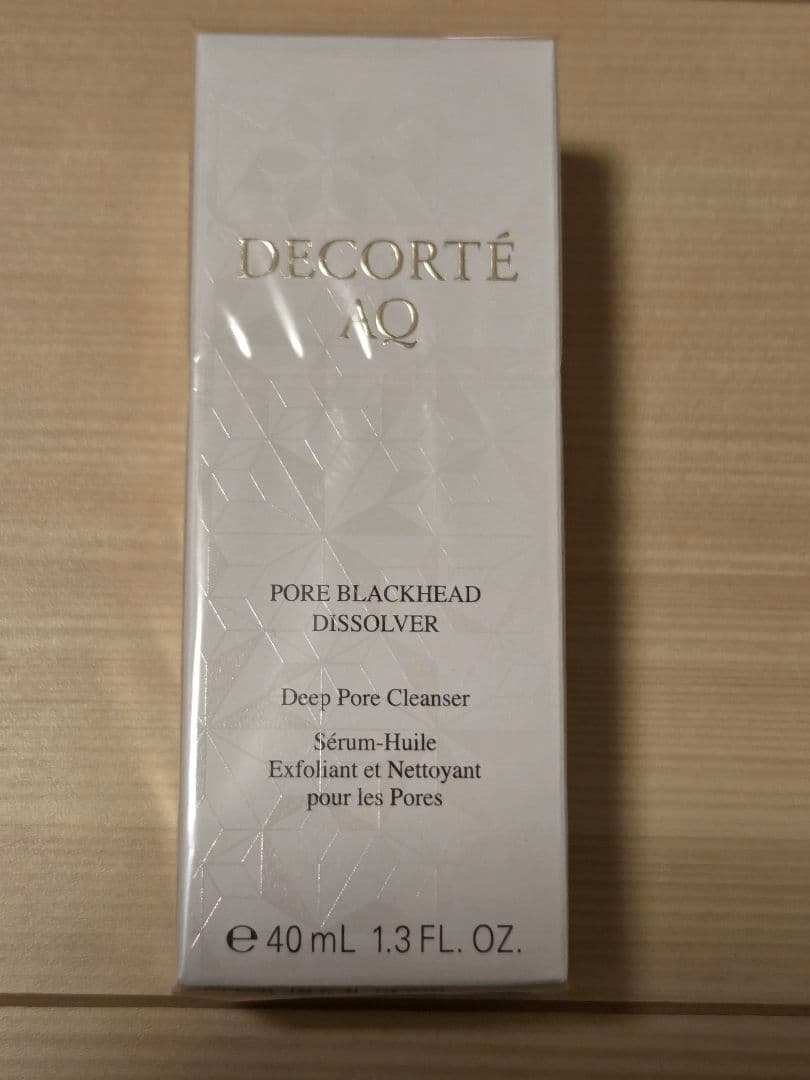 DECORTÉ
AQ
PORE BLACKHEAD
DISSOLVER
Deep Pore Cleanser
Sérum-Huile
Exfoliant et Nettoyant
pour les Pores
℮ 40 mL 1.3 FL. OZ.